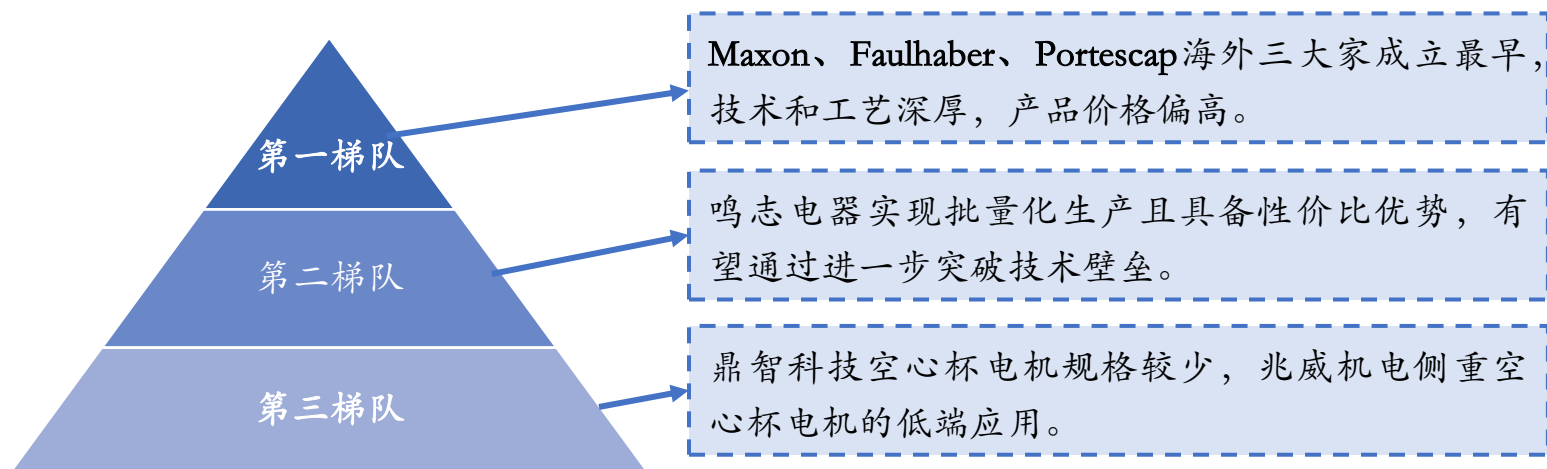 第一梯队
Maxon、Faulhaber、Portescap海外三大家成立最早，
技术和工艺深厚，产品价格偏高。
第二梯队
鸣志电器实现批量化生产且具备性价比优势，有
望通过进一步突破技术壁垒。
第三梯队
鼎智科技空心杯电机规格较少，兆威机电侧重空
心杯电机的低端应用。